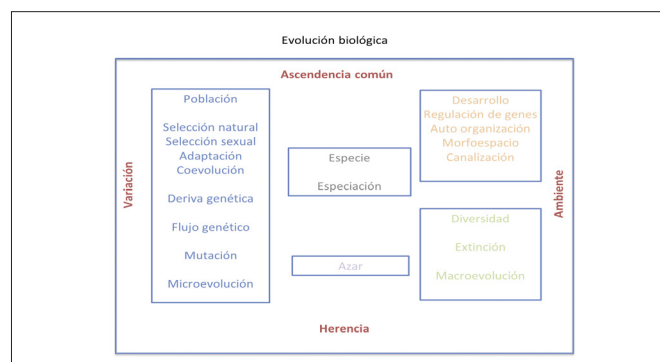 Evolución biológica
Ascendencia común
Variación
Población
Selección natural
Selección sexual
Adaptación
Coevolución
Deriva genética
Flujo genético
Mutación
Microevolución
Especie
Especiación
Azar
Desarrollo
Regulación de genes
Auto organización
Morfoespacio
Canalización
Diversidad
Extinción
Macroevolución
Ambiente
Herencia